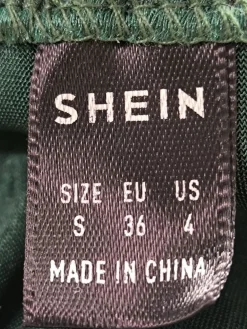 SHEIN
SIZE EU US
S 36 4
MADE IN CHINA